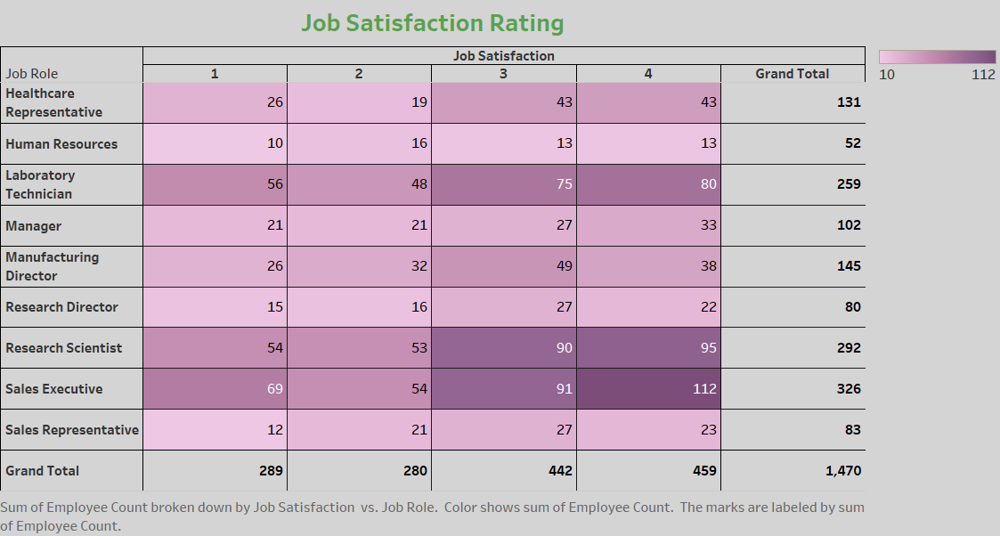 Job Satisfaction Rating
Job Satisfaction
Job Role 1 2 3 4 Grand Total
10 112
Healthcare
Representative 26 19 43 43 131
Human Resources 10 16 13 13 52
Laboratory
Technician 56 48 75 80 259
Manager 21 21 27 33 102
Manufacturing
Director 26 32 49 38 145
Research Director 15 16 27 22 80
Research Scientist 54 53 90 95 292
Sales Executive 69 54 91 112 326
Sales Representative 12 21 27 23 83
Grand Total 289 280 442 459 1,470
Sum of Employee Count broken down by Job Satisfaction vs. Job Role. Color shows sum of Employee Count. The marks are labeled by sum
of Employee Count.